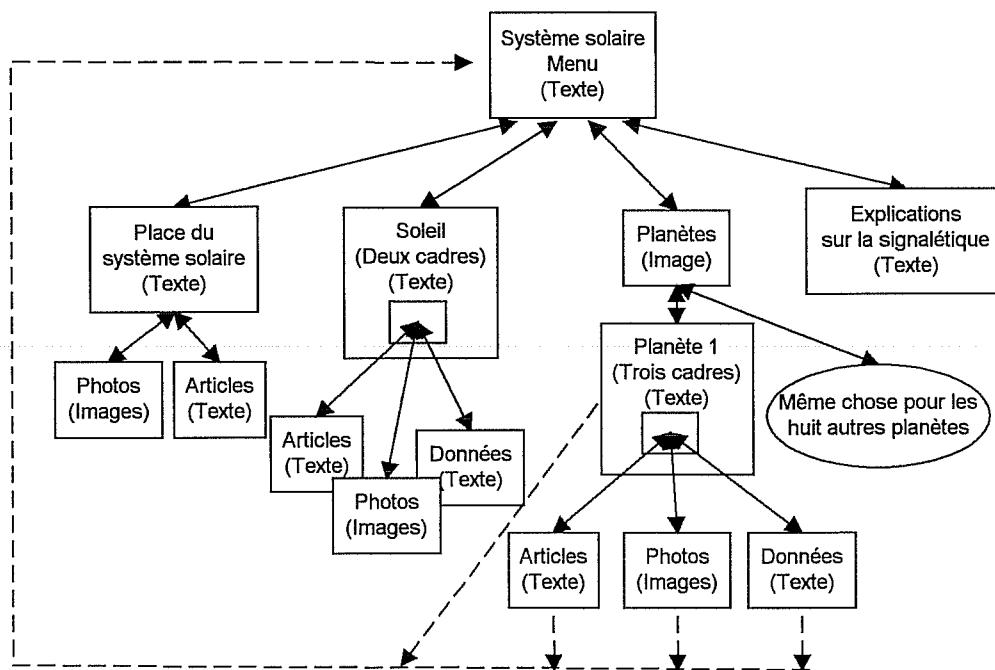 Système solaire
Menu
(Texte)
Place du
système solaire
(Texte)
Soleil
(Deux cadres)
(Texte)
Planètes
(Image)
Explications
sur la signalétique
(Texte)
Photos
(Images)
Articles
(Texte)
Planète 1
(Trois cadres)
(Texte)
Même chose pour les
huit autres planètes
Articles
(Texte)
Photos
(Images)
Données
(Texte)
Articles
(Texte)
Photos
(Images)
Données
(Texte)